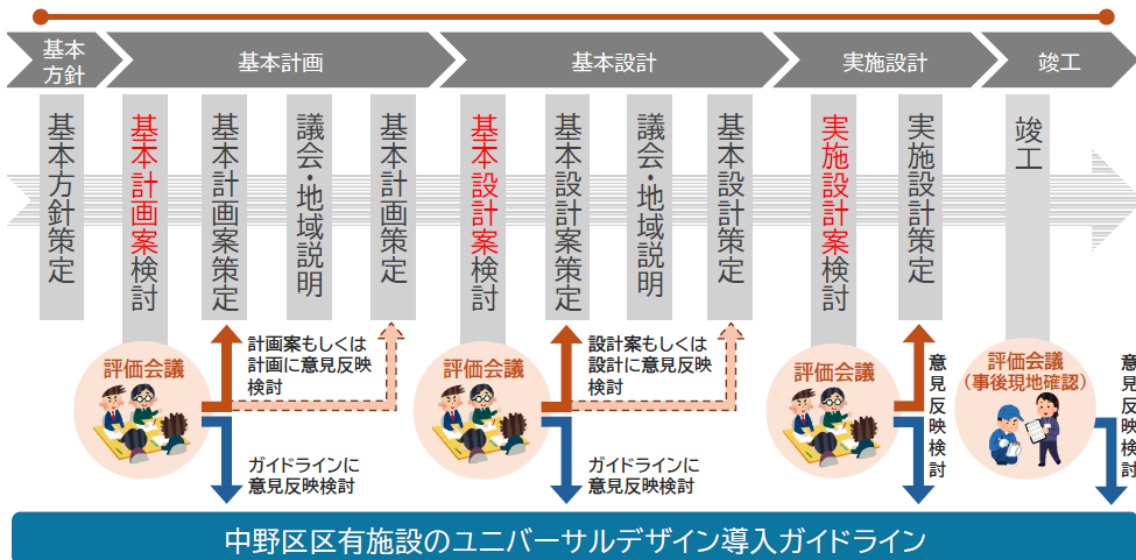 基本
方針
基本計画
基本設計
実施設計
竣工
基本方針策定
基本計画案検討
基本計画案策定
議会・地域説明
基本計画策定
基本設計案検討
基本設計案策定
議会・地域説明
基本設計策定
実施設計案検討
実施設計策定
竣工
評価会議
計画案もしくは
計画に意見反映
検討
ガイドラインに
意見反映検討
評価会議
設計案もしくは
設計に意見反映
検討
ガイドラインに
意見反映検討
評価会議
意見反映検討
評価会議
(事後現地確認)
意見反映検討
中野区区有施設のユニバーサルデザイン導入ガイドライン